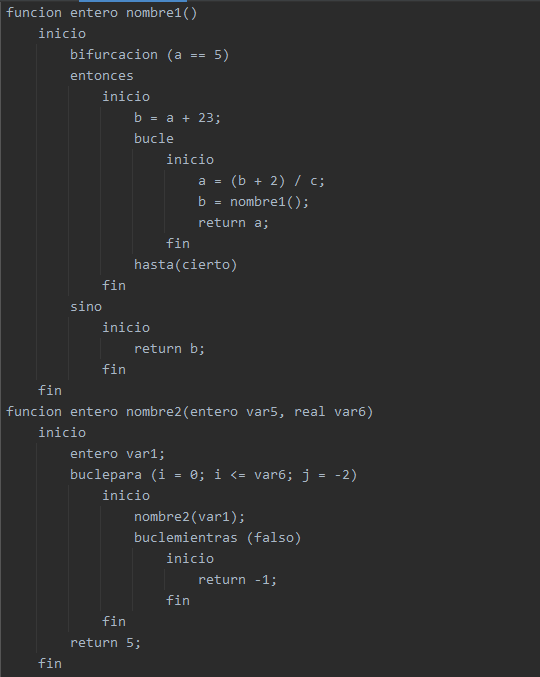 funcion entero nombre1()
inicio
bifurcacion (a == 5)
entonces
inicio
b = a + 23;
bucle
inicio
a = (b + 2) / c;
b = nombre1();
return a;
fin
hasta(cierto)
fin
sino
inicio
return b;
fin
fin
funcion entero nombre2(entero var5, real var6)
inicio
entero var1;
buclepara (i = 0; i <= var6; j = -2)
inicio
nombre2(var1);
buclemientras (falso)
inicio
return -1;
fin
fin
return 5;
fin